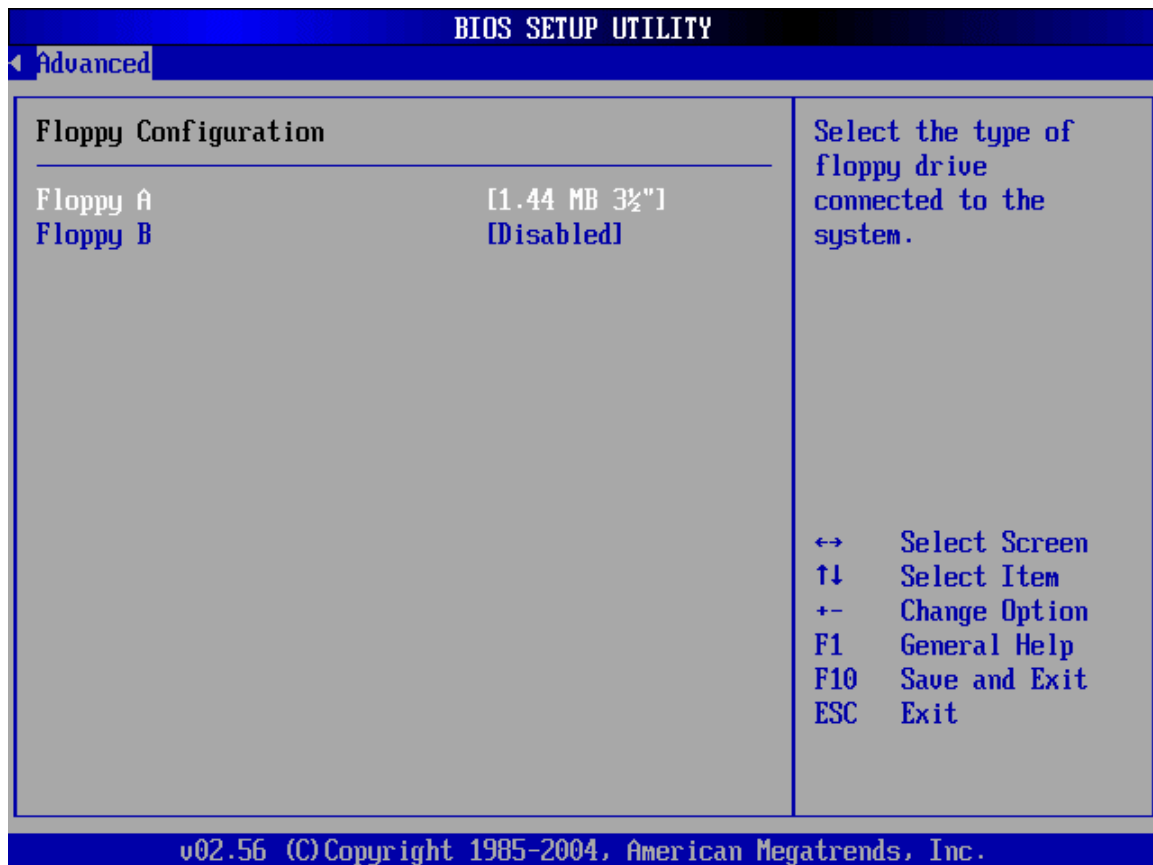 BIOS SETUP UTILITY
Advanced
Floppy Configuration
Floppy A [1.44 MB 3½"]
Floppy B [Disabled]
Select the type of
floppy drive
connected to the
system.
↔ Select Screen
↑↓ Select Item
+- Change Option
F1 General Help
F10 Save and Exit
ESC Exit
v02.56 (C)Copyright 1985-2004, American Megatrends, Inc.